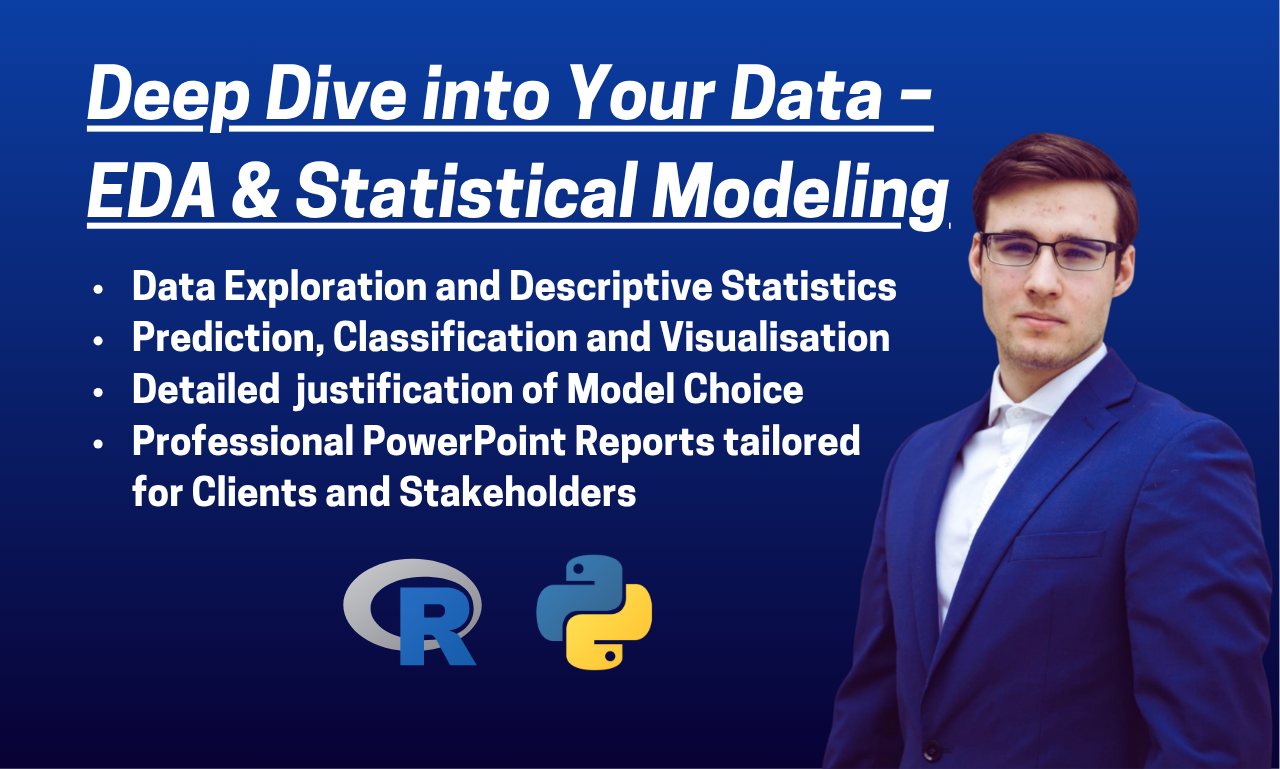 Deep Dive into Your Data –
EDA & Statistical Modeling
• Data Exploration and Descriptive Statistics
• Prediction, Classification and Visualisation
• Detailed  justification of Model Choice
• Professional PowerPoint Reports tailored
for Clients and Stakeholders
R